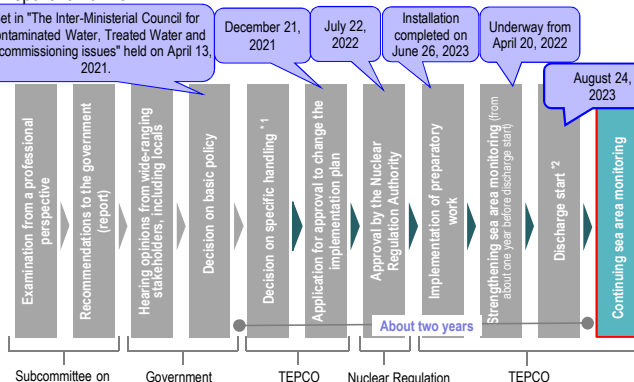 et in "The Inter-Ministerial Council for
ntaminated Water, Treated Water and
commissioning issues" held on April 13,
2021.
December 21,
2021
July 22,
2022
Installation
completed on
June 26, 2023
Underway from
April 20, 2022
August 24,
2023
Examination from a professional
perspective
Recommendations to the government
(report)
Hearing opinions from wide-ranging
stakeholders, including locals
Decision on basic policy
Decision on specific handling *1
Application for approval to change the
implementation plan
Approval by the Nuclear
Regulation Authority
Implementation of preparatory
work
Strengthening sea area monitoring (from
about one year before discharge start)
Discharge start *2
Continuing sea area monitoring
About two years
Subcommittee on
Government
TEPCO
Nuclear Regulation
TEPCO